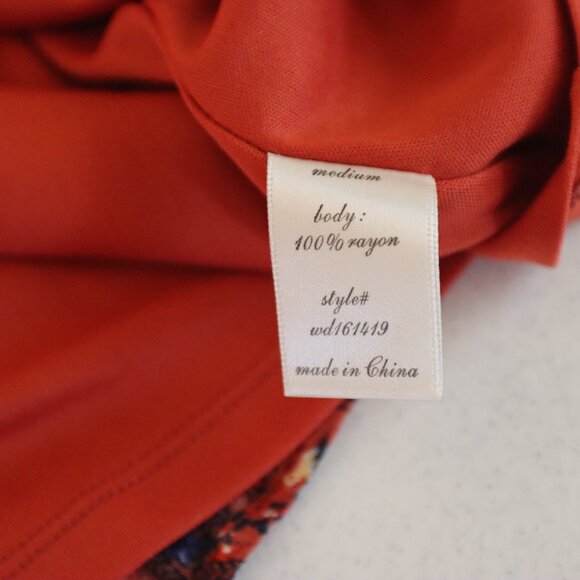 medium
body:
100% rayon
style#
wd161419
made in China